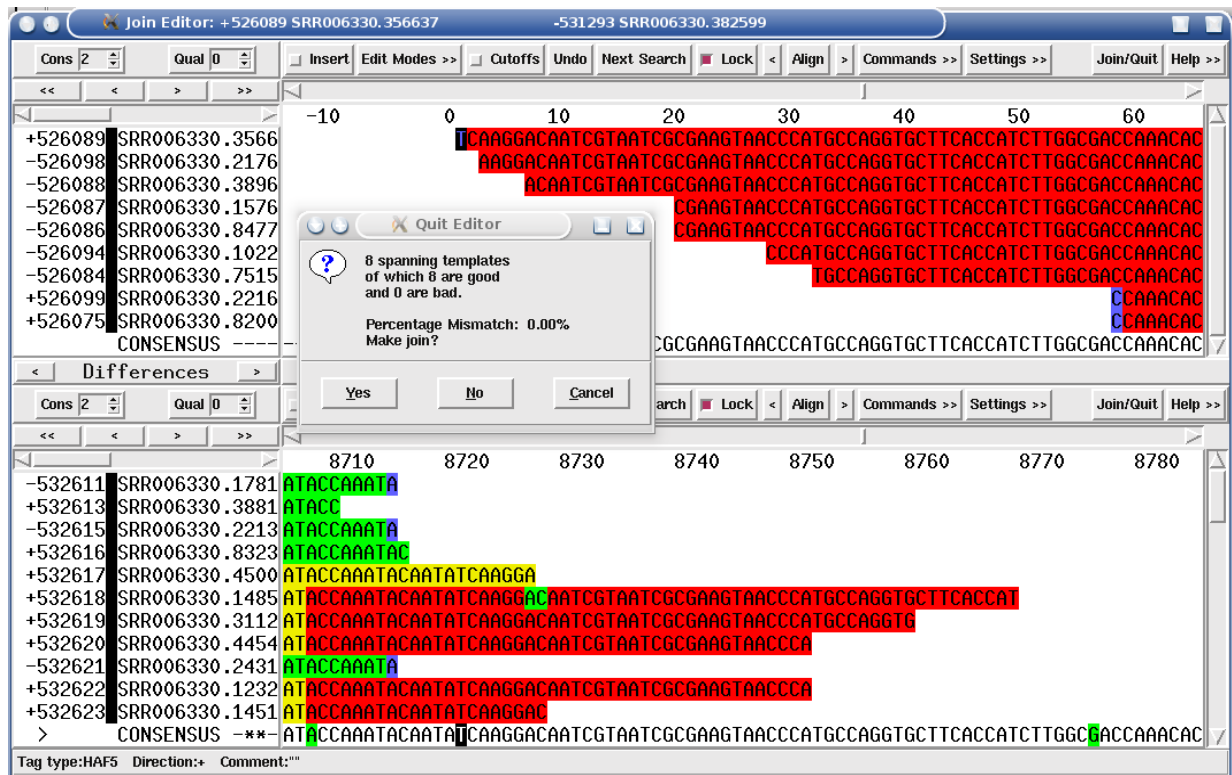 Join Editor: +526089 SRR006330.356637 -531293 SRR006330.382599
Cons 2 Qual 0 Insert Edit Modes >> Cutoffs Undo Next Search Lock < Align > Commands >> Settings >> Join/Quit Help >>
<< < > >>
-10 0 10 20 30 40 50 60
+526089 SRR006330.3566 TCAAGGACAATCGTAATCGCGAAGTAACCCATGCCAGGTGCTTCACCATCTTGGCGACCAAACAC
-526098 SRR006330.2176 AAGGACAATCGTAATCGCGAAGTAACCCATGCCAGGTGCTTCACCATCTTGGCGACCAAACAC
-526088 SRR006330.3896 ACAATCGTAATCGCGAAGTAACCCATGCCAGGTGCTTCACCATCTTGGCGACCAAACAC
-526087 SRR006330.1576 CGAAGTAACCCATGCCAGGTGCTTCACCATCTTGGCGACCAAACAC
-526086 SRR006330.8477 CGAAGTAACCCATGCCAGGTGCTTCACCATCTTGGCGACCAAACAC
-526094 SRR006330.1022 CCCATGCCAGGTGCTTCACCATCTTGGCGACCAAACAC
-526084 SRR006330.7515 TGCCAGGTGCTTCACCATCTTGGCGACCAAACAC
+526099 SRR006330.2216 CCAAACAC
+526075 SRR006330.8200 CCAAACAC
CONSENSUS ----- CGCGAAGTAACCCATGCCAGGTGCTTCACCATCTTGGCGACCAAACAC
Quit Editor
8 spanning templates
of which 8 are good
and 0 are bad.
Percentage Mismatch: 0.00%
Make join?
Yes No Cancel
< Differences >
Cons 2 Qual 0 arch Lock < Align > Commands >> Settings >> Join/Quit Help >>
<< < > >>
8710 8720 8730 8740 8750 8760 8770 8780
-532611 SRR006330.1781 ATACCAAATA
+532613 SRR006330.3881 ATACC
-532615 SRR006330.2213 ATACCAAATA
+532616 SRR006330.8323 ATACCAAATAC
+532617 SRR006330.4500 ATACCAAATACAATATCAAGGA
+532618 SRR006330.1485 ATACCAAATACAATATCAAGGACAATCGTAATCGCGAAGTAACCCATGCCAGGTGCTTCACCAT
+532619 SRR006330.3112 ATACCAAATACAATATCAAGGACAATCGTAATCGCGAAGTAACCCATGCCAGGTG
+532620 SRR006330.4454 ATACCAAATACAATATCAAGGACAATCGTAATCGCGAAGTAACCCA
-532621 SRR006330.2431 ATACCAAATA
+532622 SRR006330.1232 ATACCAAATACAATATCAAGGACAATCGTAATCGCGAAGTAACCCA
+532623 SRR006330.1451 ATACCAAATACAATATCAAGGAC
> CONSENSUS -**- ATACCAAATACAATATCAAGGACAATCGTAATCGCGAAGTAACCCATGCCAGGTGCTTCACCATCTTGGCGACCAAACAC
Tag type:HAF5 Direction:+ Comment:""